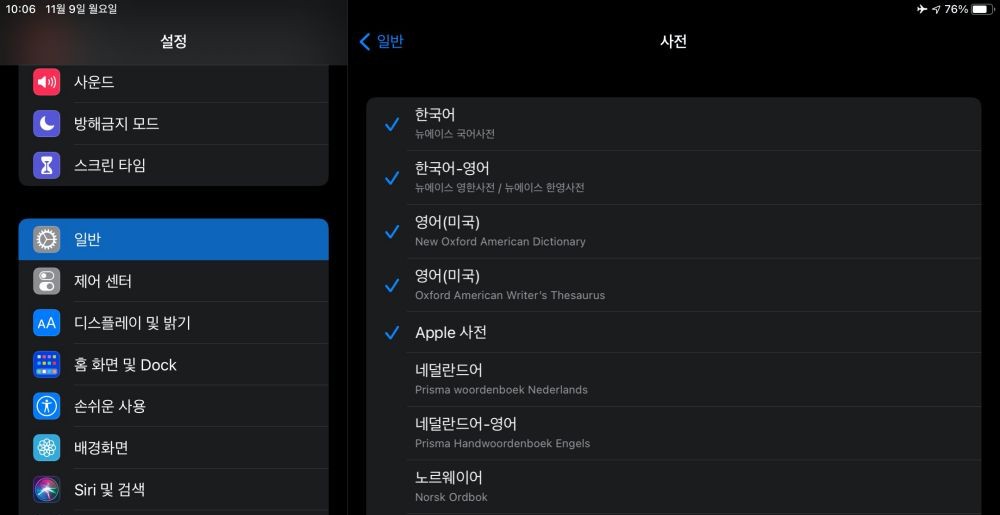 10:06 11월 9일 월요일
76%
설정
사운드
방해금지 모드
스크린 타임
일반
제어 센터
디스플레이 및 밝기
홈 화면 및 Dock
손쉬운 사용
배경화면
Siri 및 검색
일반
사전
한국어
뉴에이스 국어사전
한국어-영어
뉴에이스 영한사전 / 뉴에이스 한영사전
영어(미국)
New Oxford American Dictionary
영어(미국)
Oxford American Writer's Thesaurus
Apple 사전
네덜란드어
Prisma woordenboek Nederlands
네덜란드어-영어
Prisma Handwoordenboek Engels
노르웨이어
Norsk Ordbok